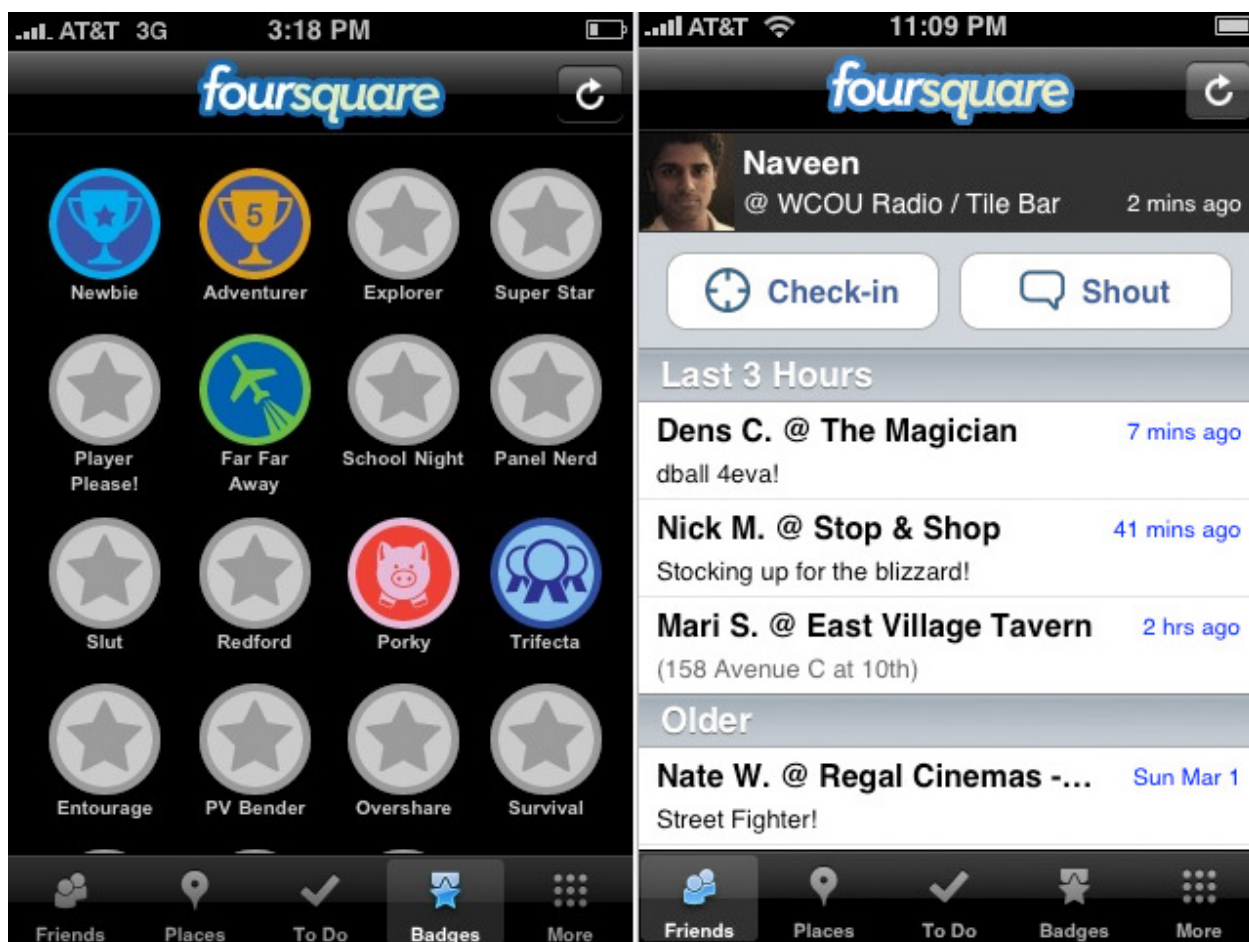 AT&T 3G 3:18 PM
foursquare
5
Newbie Adventurer Explorer Super Star
Player Please! Far Far Away School Night Panel Nerd
Slut Redford Porky Trifecta
Entourage PV Bender Overshare Survival
Friends Places To Do Badges More
AT&T 11:09 PM
foursquare
Naveen
@ WCOU Radio / Tile Bar 2 mins ago
Check-in Shout
Last 3 Hours
Dens C. @ The Magician 7 mins ago
dball 4eva!
Nick M. @ Stop & Shop 41 mins ago
Stocking up for the blizzard!
Mari S. @ East Village Tavern 2 hrs ago
(158 Avenue C at 10th)
Older
Nate W. @ Regal Cinemas -... Sun Mar 1
Street Fighter!
Friends Places To Do Badges More